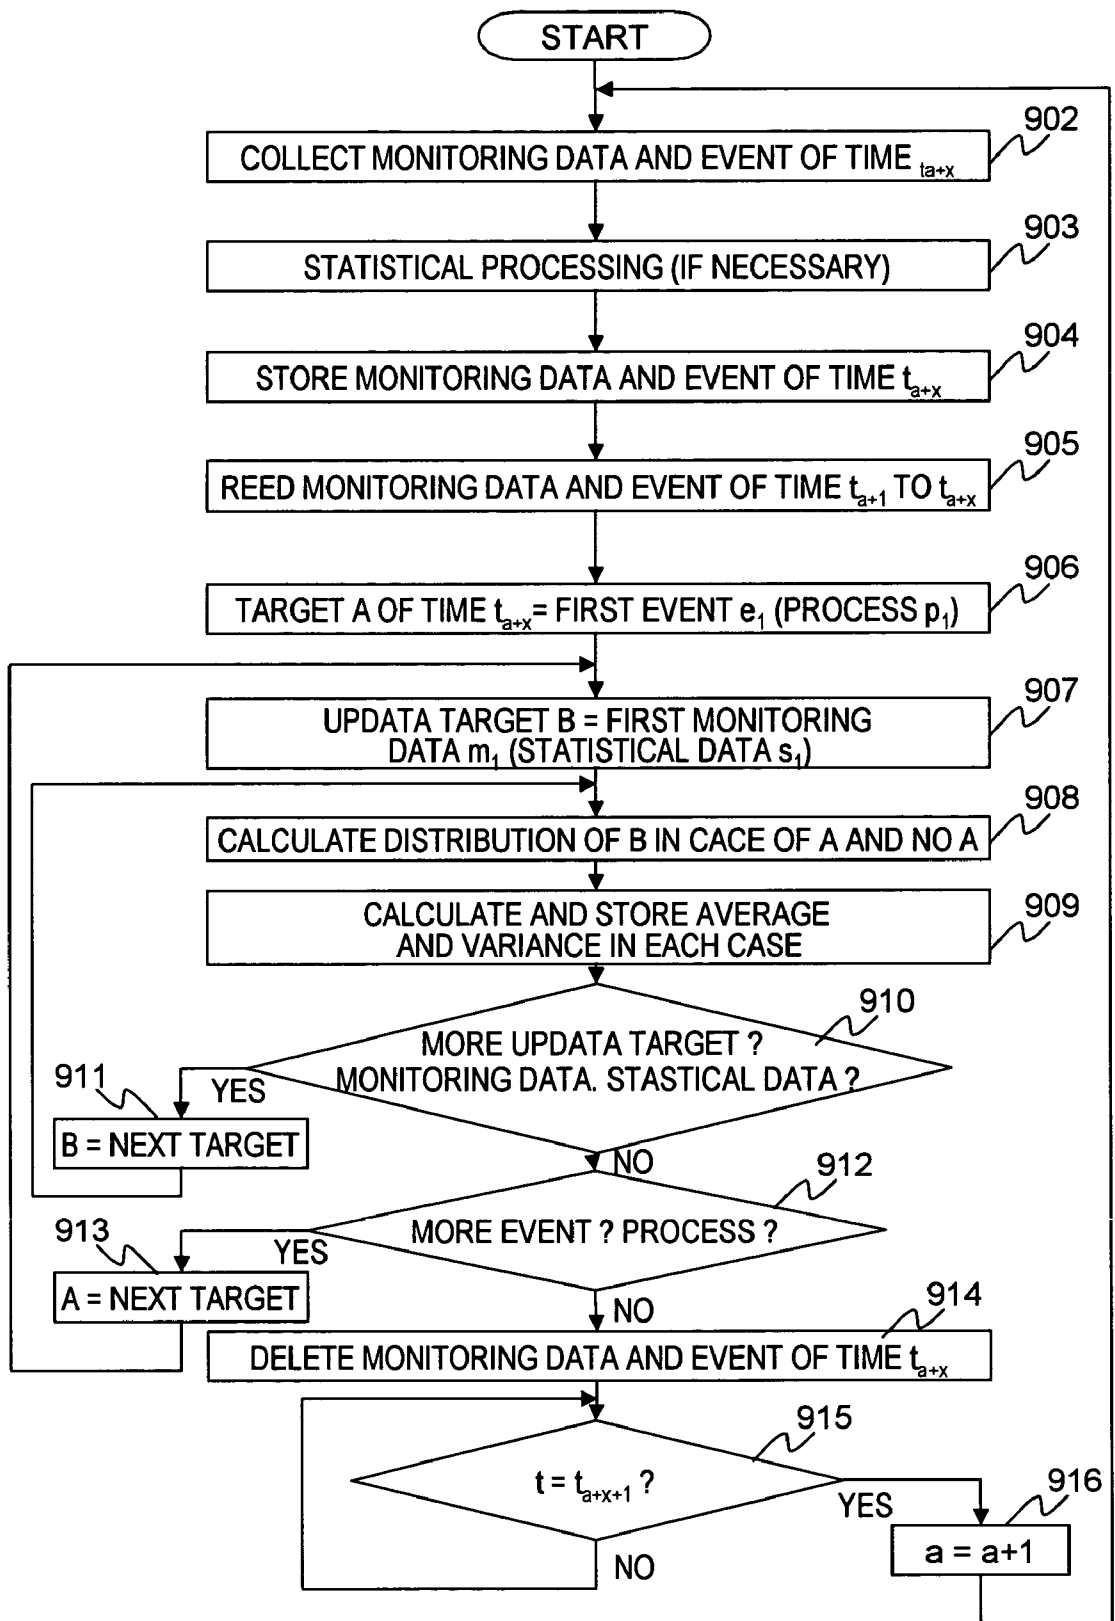 START
902
COLLECT MONITORING DATA AND EVENT OF TIME ta+x
903
STATISTICAL PROCESSING (IF NECESSARY)
904
STORE MONITORING DATA AND EVENT OF TIME ta+x
905
REED MONITORING DATA AND EVENT OF TIME ta+1 TO ta+x
906
TARGET A OF TIME ta+x= FIRST EVENT e1 (PROCESS p1)
907
UPDATA TARGET B = FIRST MONITORING
DATA m1 (STATISTICAL DATA s1)
908
CALCULATE DISTRIBUTION OF B IN CACE OF A AND NO A
909
CALCULATE AND STORE AVERAGE
AND VARIANCE IN EACH CASE
910
MORE UPDATA TARGET ?
MONITORING DATA. STASTICAL DATA ?
911
YES
B = NEXT TARGET
NO
912
MORE EVENT ? PROCESS ?
913
YES
A = NEXT TARGET
NO
914
DELETE MONITORING DATA AND EVENT OF TIME ta+x
915
t = ta+x+1 ?
YES
916
a = a+1
NO